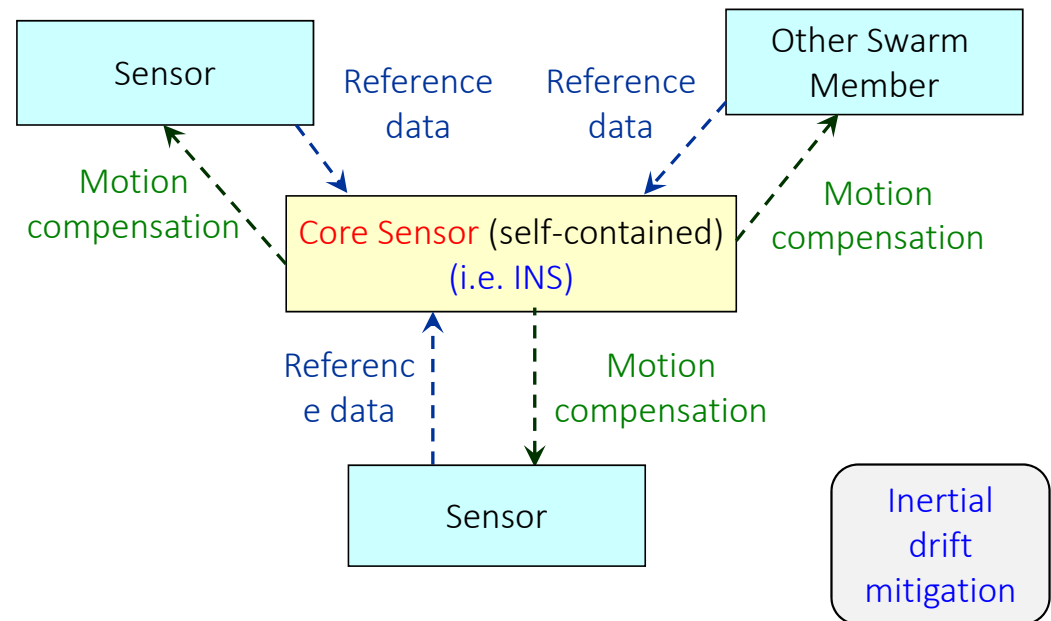 Sensor
Reference
data
Reference
data
Other Swarm
Member
Motion
compensation
Motion
compensation
Core Sensor (self-contained)
(i.e. INS)
Referenc
e data
Motion
compensation
Sensor
Inertial
drift
mitigation